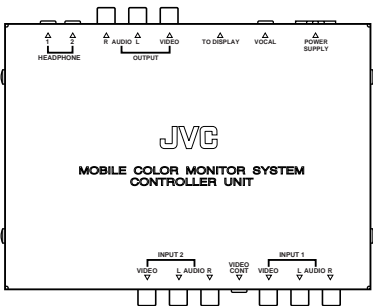 1 2 R AUDIO L VIDEO TO DISPLAY VOCAL POWER SUPPLY
HEADPHONE OUTPUT
JVC
MOBILE COLOR MONITOR SYSTEM
CONTROLLER UNIT
INPUT 2 VIDEO CONT INPUT 1
VIDEO L AUDIO R VIDEO L AUDIO R